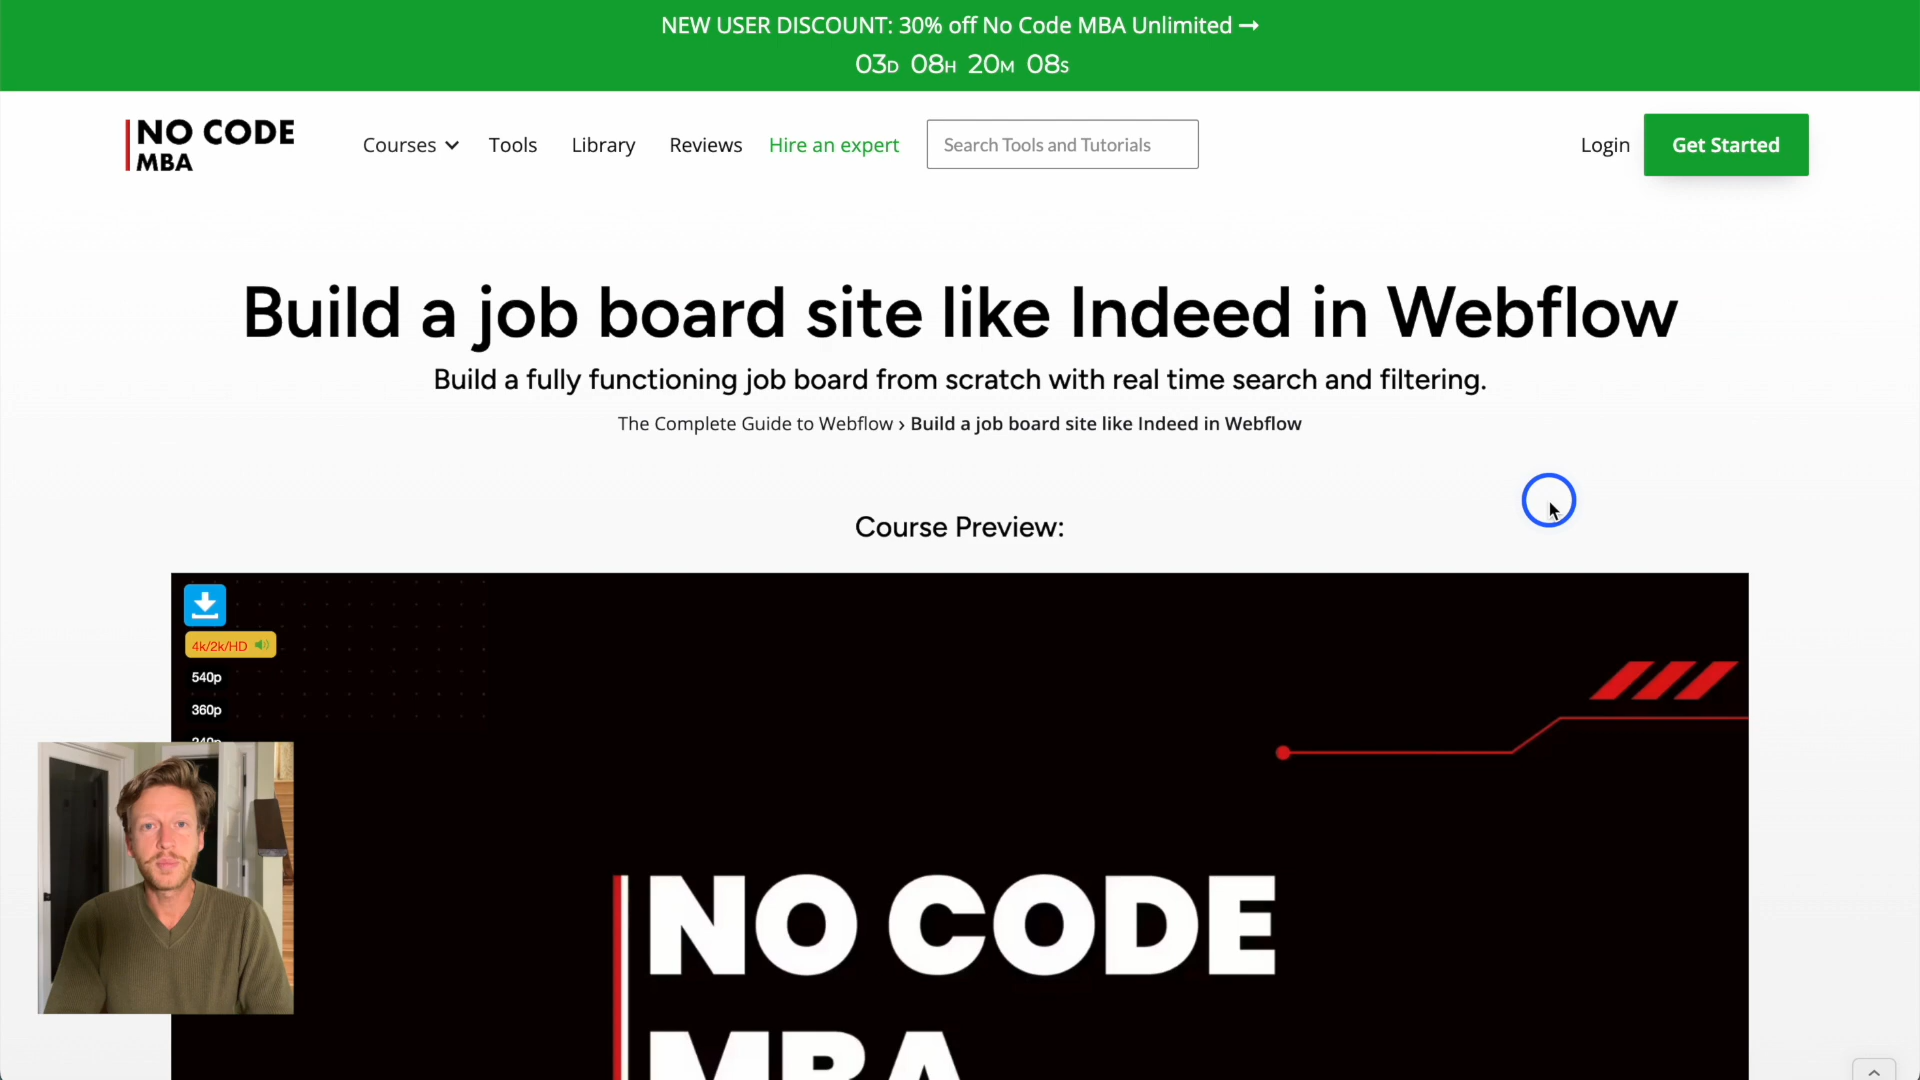 NEW USER DISCOUNT: 30% off No Code MBA Unlimited →
03D 08H 20M 08S
NO CODE
MBA
Courses
Tools
Library
Reviews
Hire an expert
Search Tools and Tutorials
Login
Get Started
Build a job board site like Indeed in Webflow
Build a fully functioning job board from scratch with real time search and filtering.
The Complete Guide to Webflow › Build a job board site like Indeed in Webflow
Course Preview:
4k/2k/HD
540p
360p
240p
NO CODE
MBA